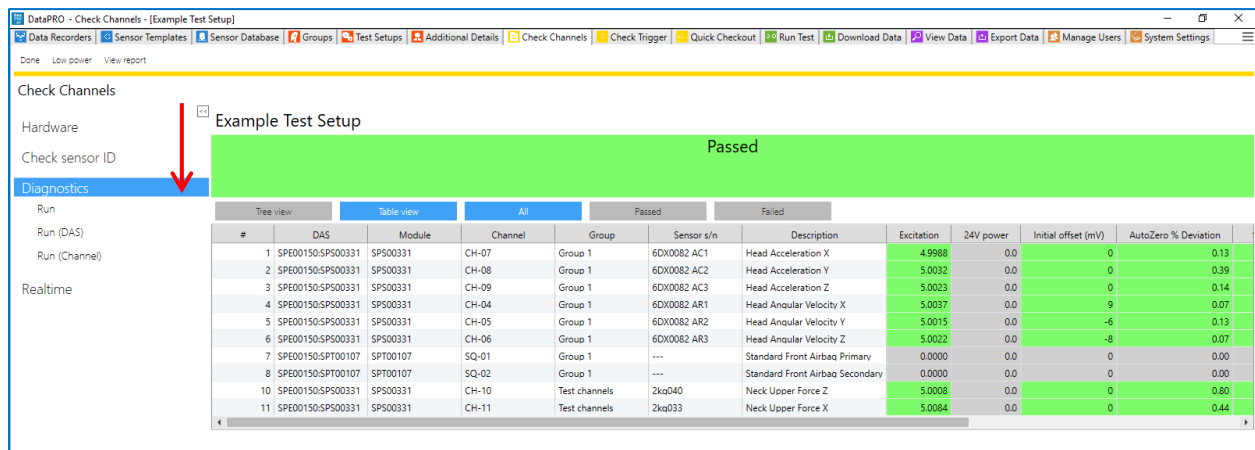 DataPRO - Check Channels - [Example Test Setup]
Data Recorders Sensor Templates Sensor Database Groups Test Setups Additional Details Check Channels Check Trigger Quick Checkout Run Test Download Data View Data Export Data Manage Users System Settings
Done Low power View report
Check Channels
<<
Example Test Setup
Hardware
Passed
Check sensor ID
Diagnostics
Run
Run (DAS)
Run (Channel)
Realtime
Tree view Table view All Passed Failed
# DAS Module Channel Group Sensor s/n Description Excitation 24V power Initial offset (mV) AutoZero % Deviation
1 SPE00150:SPS00331 SPS00331 CH-07 Group 1 6DX0082 AC1 Head Acceleration X 4.9988 0.0 0 0.13
2 SPE00150:SPS00331 SPS00331 CH-08 Group 1 6DX0082 AC2 Head Acceleration Y 5.0032 0.0 0 0.39
3 SPE00150:SPS00331 SPS00331 CH-09 Group 1 6DX0082 AC3 Head Acceleration Z 5.0023 0.0 0 0.14
4 SPE00150:SPS00331 SPS00331 CH-04 Group 1 6DX0082 AR1 Head Angular Velocity X 5.0037 0.0 9 0.07
5 SPE00150:SPS00331 SPS00331 CH-05 Group 1 6DX0082 AR2 Head Angular Velocity Y 5.0015 0.0 -6 0.13
6 SPE00150:SPS00331 SPS00331 CH-06 Group 1 6DX0082 AR3 Head Angular Velocity Z 5.0022 0.0 -8 0.07
7 SPE00150:SPT00107 SPT00107 SQ-01 Group 1 --- Standard Front Airbag Primary 0.0000 0.0 0 0.00
8 SPE00150:SPT00107 SPT00107 SQ-02 Group 1 --- Standard Front Airbag Secondary 0.0000 0.0 0 0.00
10 SPE00150:SPS00331 SPS00331 CH-10 Test channels 2kg040 Neck Upper Force Z 5.0008 0.0 0 0.80
11 SPE00150:SPS00331 SPS00331 CH-11 Test channels 2kg033 Neck Upper Force X 5.0084 0.0 0 0.44